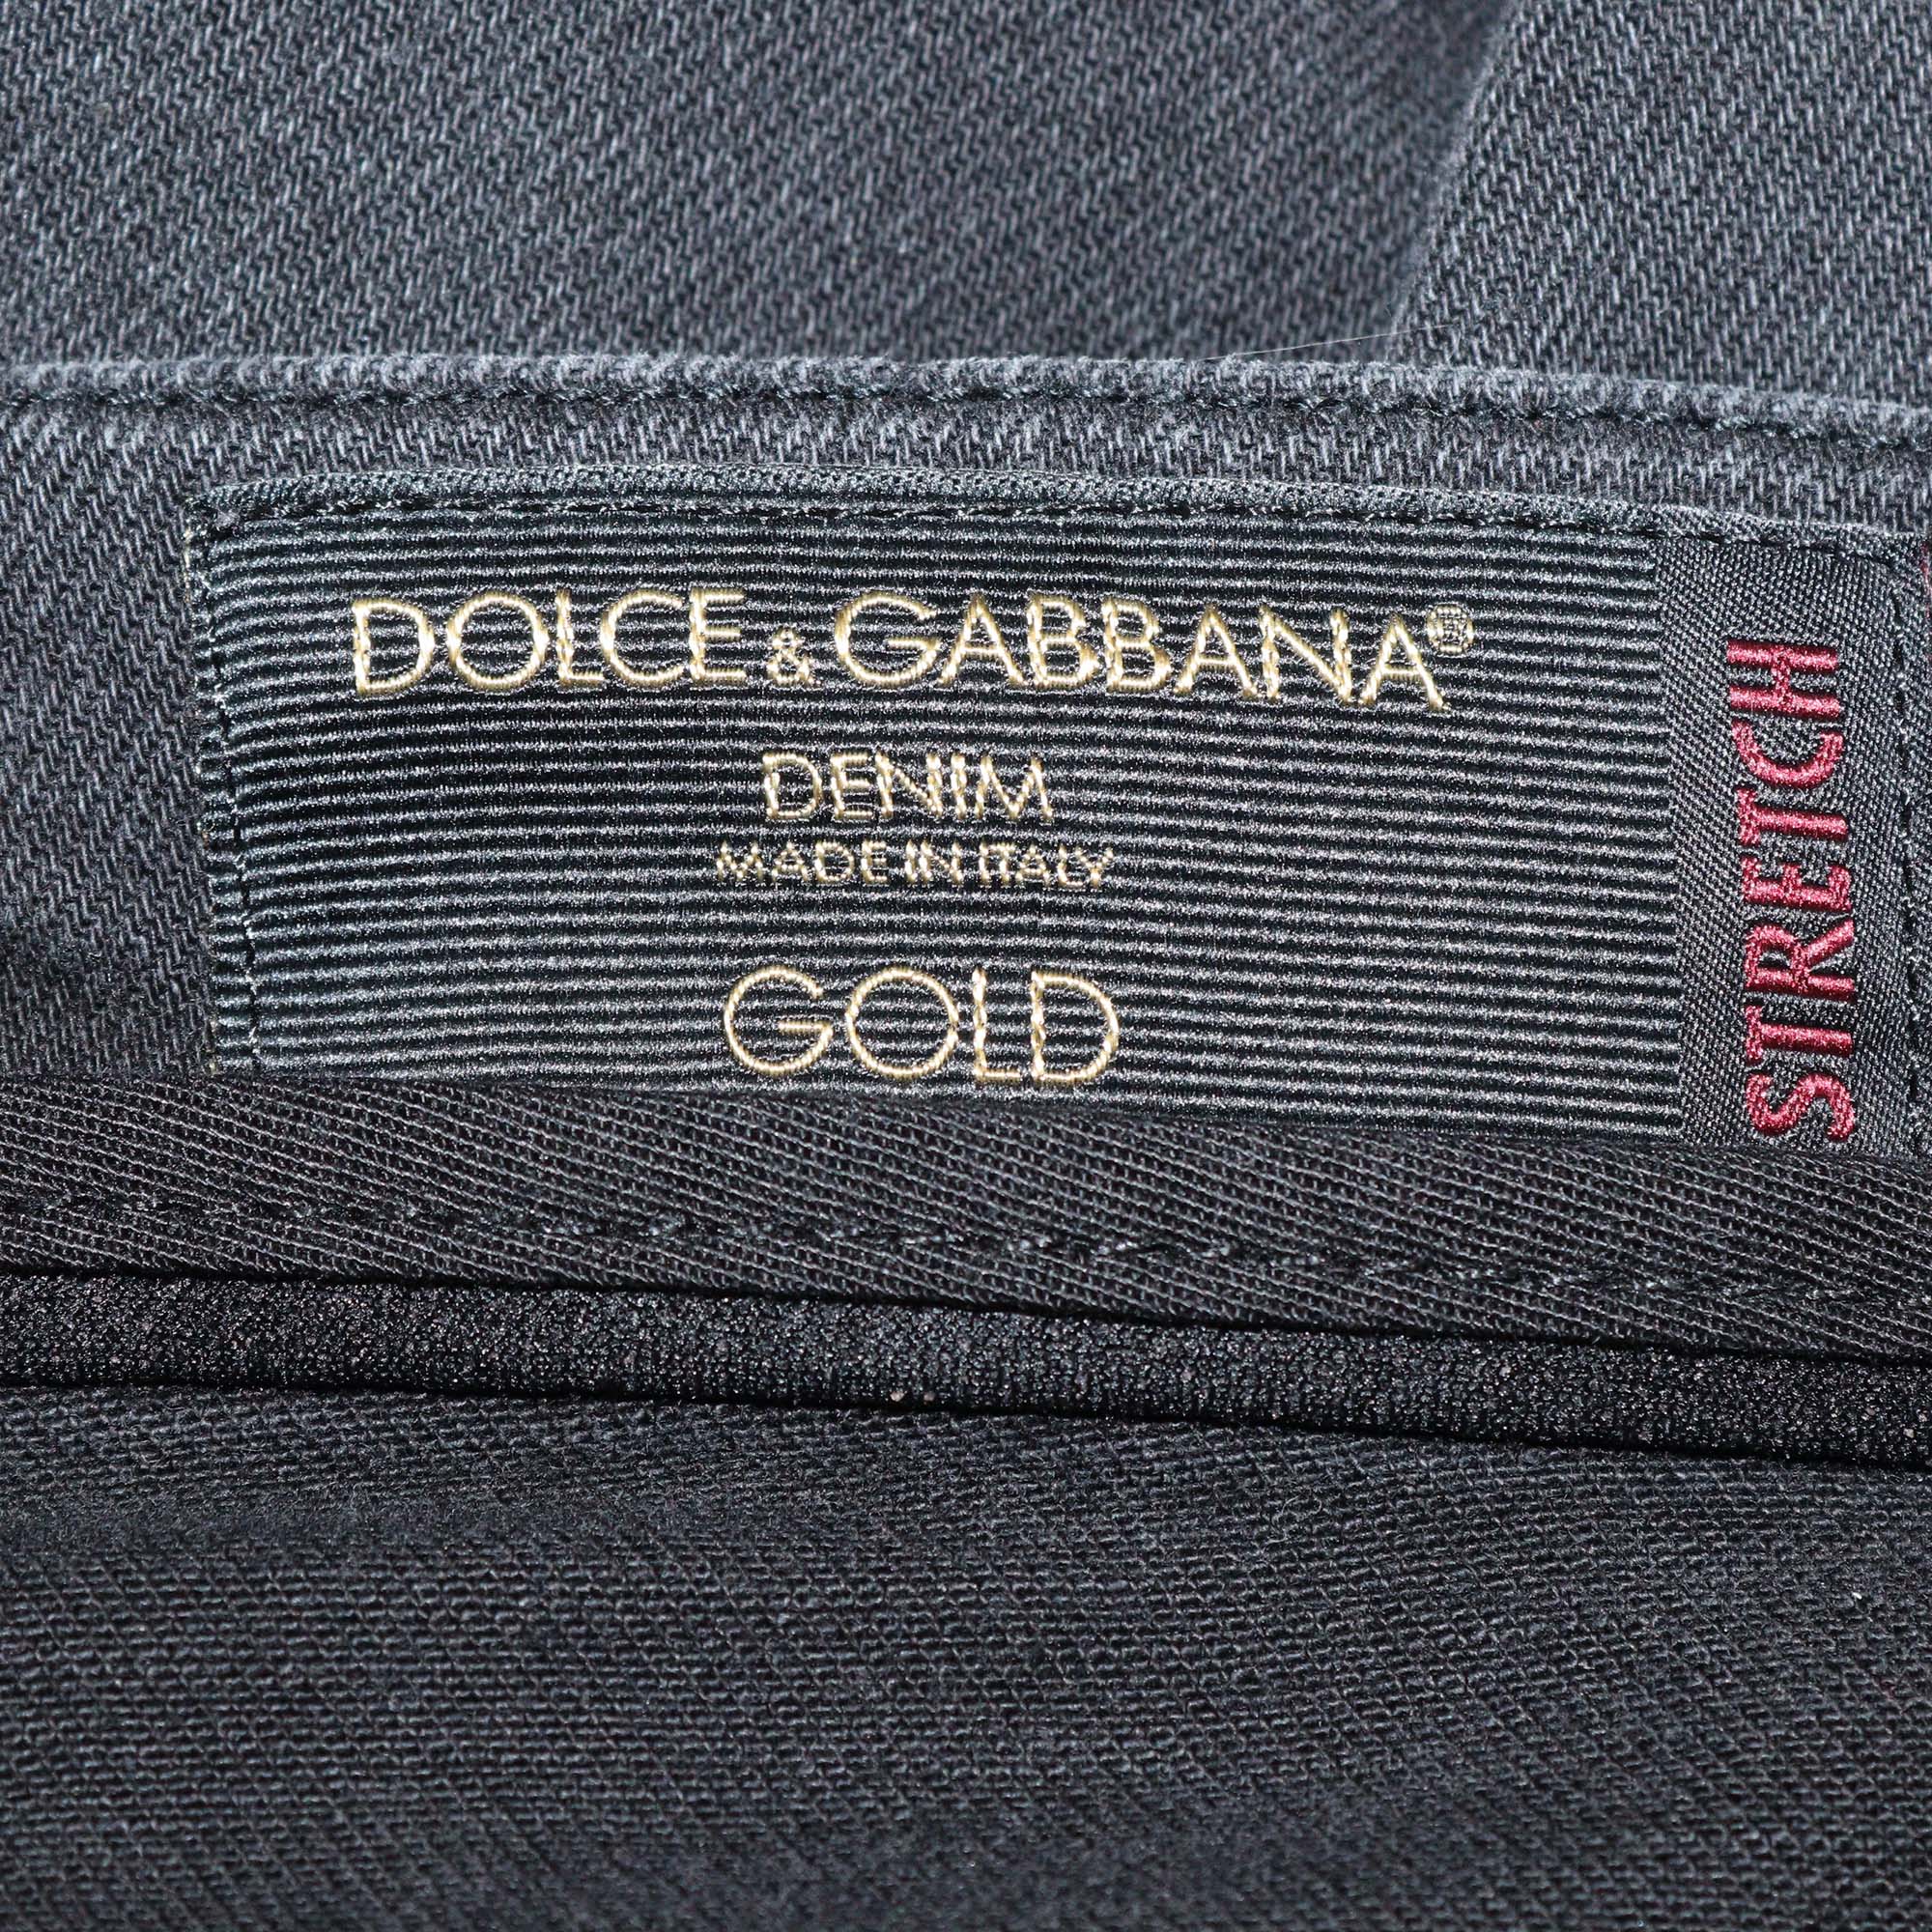 DOLCE & GABBANA®
DENIM
MADE IN ITALY
GOLD
STRETCH